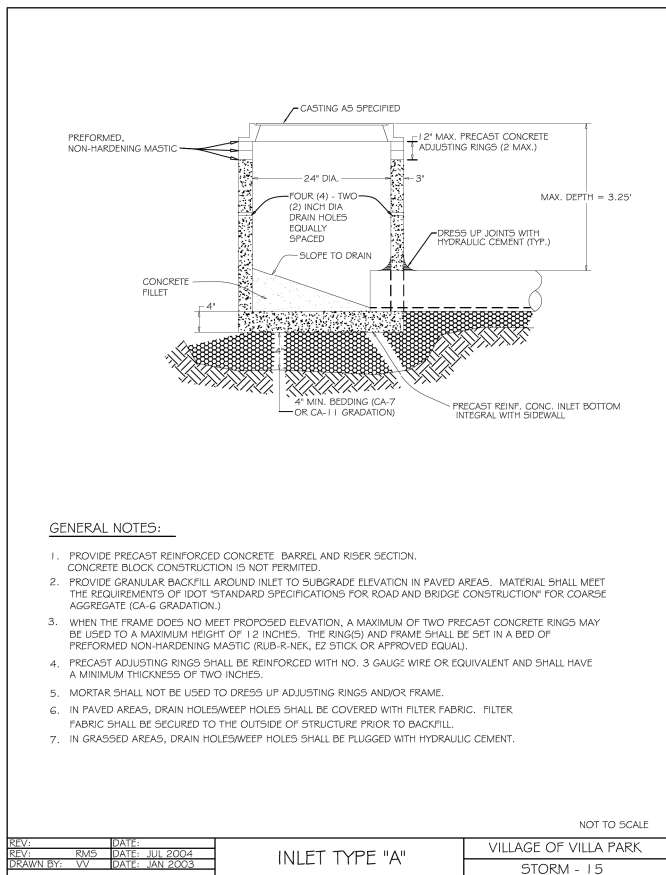 CASTING AS SPECIFIED
PREFORMED,
NON-HARDENING MASTIC
12" MAX. PRECAST CONCRETE
ADJUSTING RINGS (2 MAX.)
24" DIA.
3"
MAX. DEPTH = 3.25'
FOUR (4) - TWO
(2) INCH DIA
DRAIN HOLES
EQUALLY
SPACED
DRESS UP JOINTS WITH
HYDRAULIC CEMENT (TYP.)
SLOPE TO DRAIN
CONCRETE
FILLET
4"
4" MIN. BEDDING (CA-7
OR CA-11 GRADATION)
PRECAST REINF. CONC. INLET BOTTOM
INTEGRAL WITH SIDEWALL
GENERAL NOTES:
1. PROVIDE PRECAST REINFORCED CONCRETE BARREL AND RISER SECTION.
CONCRETE BLOCK CONSTRUCTION IS NOT PERMITED.
2. PROVIDE GRANULAR BACKFILL AROUND INLET TO SUBGRADE ELEVATION IN PAVED AREAS. MATERIAL SHALL MEET
THE REQUIREMENTS OF IDOT "STANDARD SPECIFICATIONS FOR ROAD AND BRIDGE CONSTRUCTION" FOR COARSE
AGGREGATE (CA-6 GRADATION.)
3. WHEN THE FRAME DOES NO MEET PROPOSED ELEVATION, A MAXIMUM OF TWO PRECAST CONCRETE RINGS MAY
BE USED TO A MAXIMUM HEIGHT OF 12 INCHES. THE RING(S) AND FRAME SHALL BE SET IN A BED OF
PREFORMED NON-HARDENING MASTIC (RUB-R-NEK, EZ STICK OR APPROVED EQUAL).
4. PRECAST ADJUSTING RINGS SHALL BE REINFORCED WITH NO. 3 GAUGE WIRE OR EQUIVALENT AND SHALL HAVE
A MINIMUM THICKNESS OF TWO INCHES.
5. MORTAR SHALL NOT BE USED TO DRESS UP ADJUSTING RINGS AND/OR FRAME.
6. IN PAVED AREAS, DRAIN HOLES/WEEP HOLES SHALL BE COVERED WITH FILTER FABRIC. FILTER
FABRIC SHALL BE SECURED TO THE OUTSIDE OF STRUCTURE PRIOR TO BACKFILL.
7. IN GRASSED AREAS, DRAIN HOLES/WEEP HOLES SHALL BE PLUGGED WITH HYDRAULIC CEMENT.
NOT TO SCALE
REV: DATE:
REV: RMS DATE: JUL 2004
DRAWN BY: VV DATE: JAN 2003
INLET TYPE "A"
VILLAGE OF VILLA PARK
STORM - 15